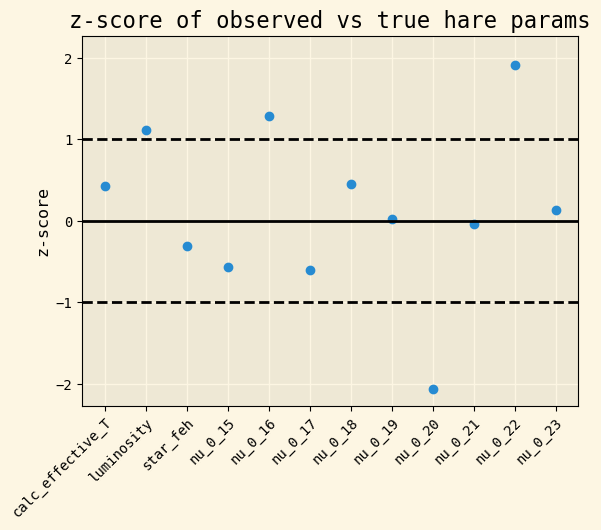 z-score of observed vs true hare params
z-score
2
1
0
−1
−2
calc_effective_T
luminosity
star_feh
nu_0_15
nu_0_16
nu_0_17
nu_0_18
nu_0_19
nu_0_20
nu_0_21
nu_0_22
nu_0_23